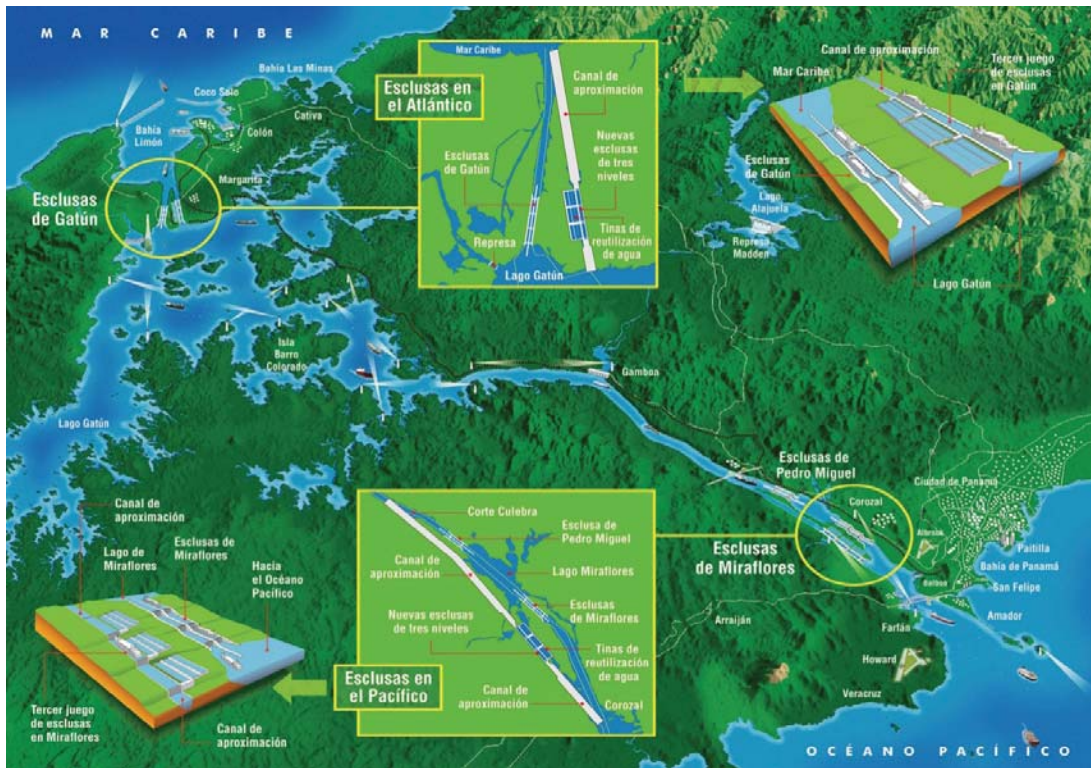 MAR CARIBE
Bahía Las Minas
Coco Solo
Cativa
Colón
Bahía
Limón
Margarita
Esclusas
de Gatún
Esclusas en
el Atlántico
Mar Caribe
Canal de
aproximación
Nuevas
esclusas
de tres
niveles
Esclusas
de Gatún
Tinas de
reutilización
de agua
Represa
Lago Gatún
Canal de aproximación
Mar Caribe
Tercer juego
de esclusas
en Gatún
Esclusas
de Gatún
Lago
Alajuela
Represa
Madden
Lago Gatún
Isla
Barro
Colorado
Gamboa
Lago Gatún
Esclusas de
Pedro Miguel
Corozal
Ciudad de Panamá
Albrook
Paitilla
Bahía de Panamá
Balboa
San Felipe
Amador
Esclusas
de Miraflores
Farfán
Arraiján
Howard
Veracruz
Corte Culebra
Esclusa de
Pedro Miguel
Canal de
aproximación
Lago Miraflores
Nuevas esclusas
de tres niveles
Esclusas
de Miraflores
Tinas de
reutilización
de agua
Canal de
aproximación
Corozal
Esclusas en
el Pacífico
Canal de
aproximación
Lago de
Miraflores
Esclusas de
Miraflores
Hacia
el Océano
Pacífico
Tercer juego
de esclusas
en Miraflores
Canal de
aproximación
OCÉANO PACÍFICO